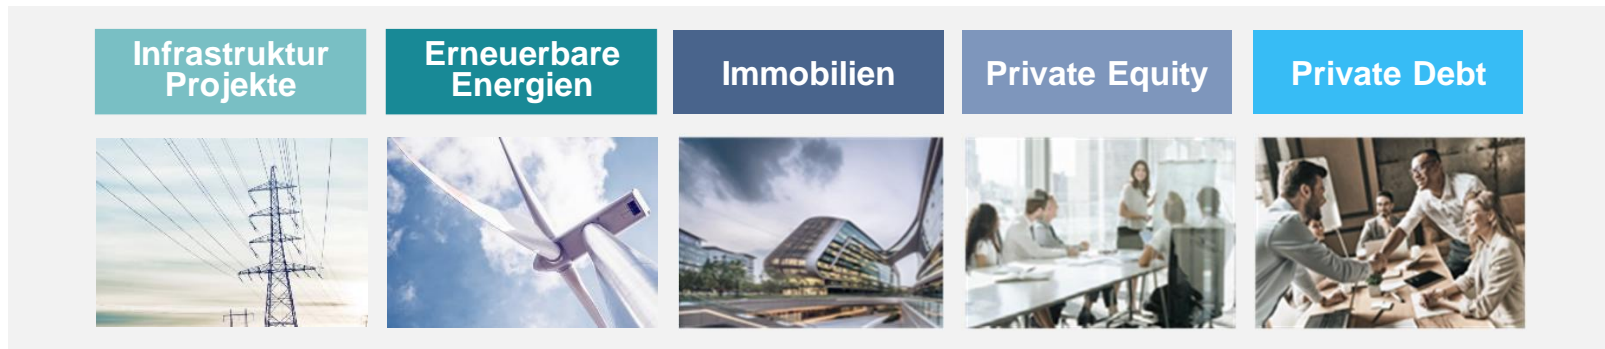 Infrastruktur
Projekte
Erneuerbare
Energien
Immobilien
Private Equity
Private Debt